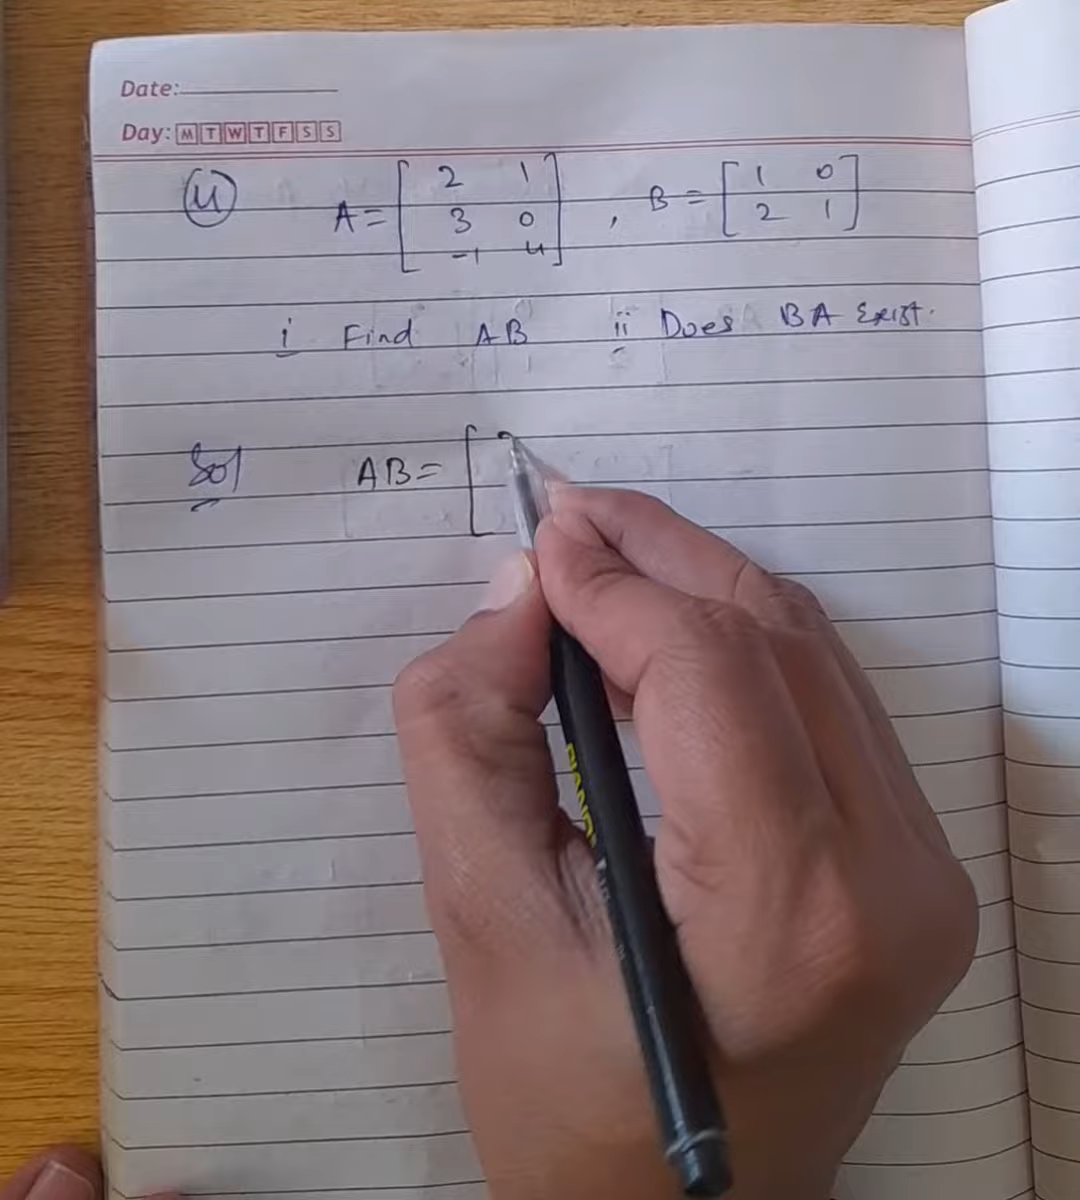 Date:
Day: M T W T F S S
4 A = [ 2 1 , B = [ 1 0 ]
3 0 2 1
-1 4 ]
i Find AB ii Does BA Exist.
Sol AB = [